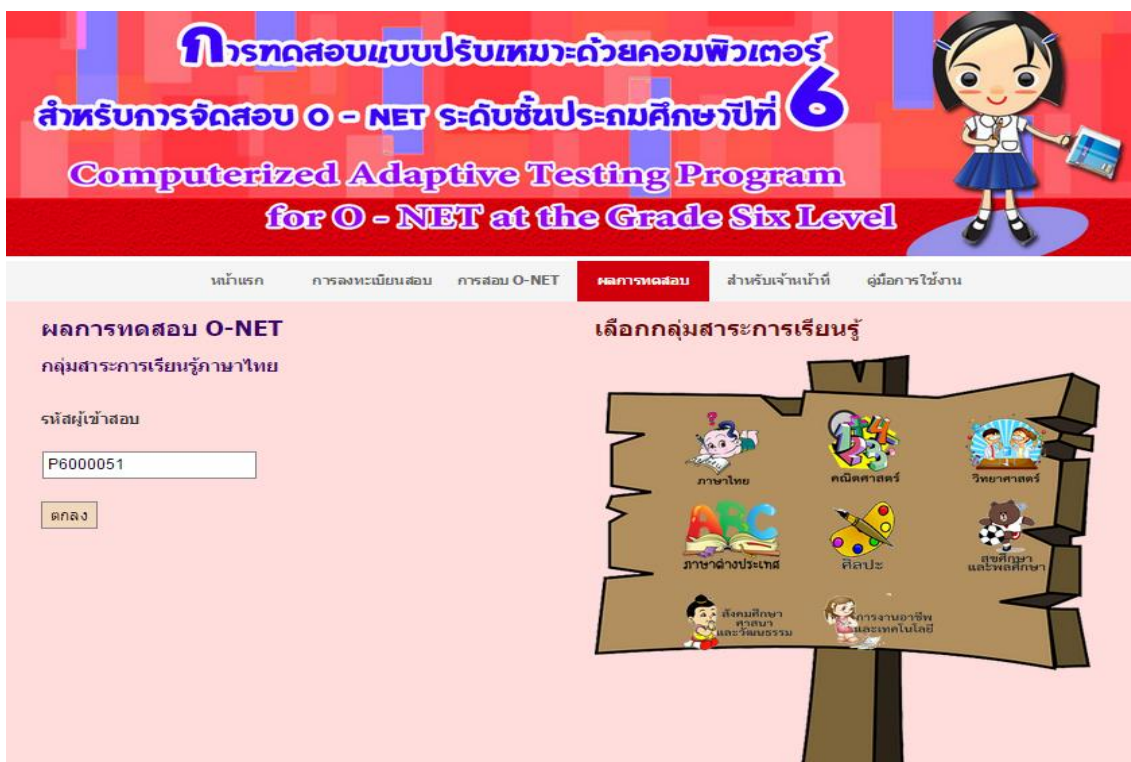 การทดสอบแบบปรับเหมาะด้วยคอมพิวเตอร์
สำหรับการจัดสอบ O - NET ระดับชั้นประถมศึกษาปีที่ 6
Computerized Adaptive Testing Program
for O - NET at the Grade Six Level
หน้าแรก การลงทะเบียนสอบ การสอบ O-NET ผลการทดสอบ สำหรับเจ้าหน้าที่ คู่มือการใช้งาน
ผลการทดสอบ O-NET
กลุ่มสาระการเรียนรู้ภาษาไทย
รหัสผู้เข้าสอบ
P6000051
ตกลง
เลือกกลุ่มสาระการเรียนรู้
ภาษาไทย คณิตศาสตร์ วิทยาศาสตร์
ABC
ภาษาต่างประเทศ ศิลปะ สุขศึกษา
และพลศึกษา
สังคมศึกษา
ศาสนา
และวัฒนธรรม
การงานอาชีพ
และเทคโนโลยี